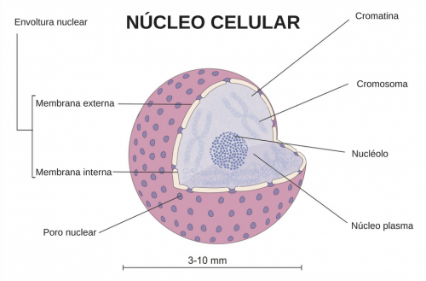 NÚCLEO CELULAR
Envoltura nuclear
Cromatina
Cromosoma
Membrana externa
Nucléolo
Membrana interna
Núcleo plasma
Poro nuclear
3-10 mm